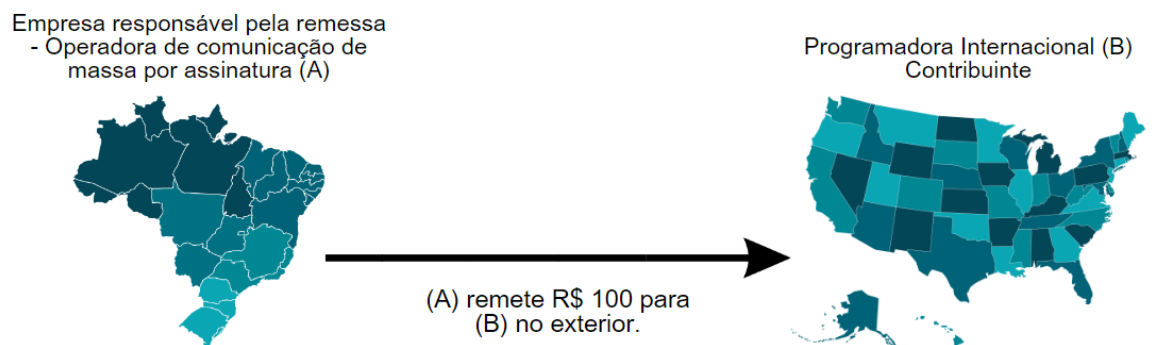 Empresa responsável pela remessa
- Operadora de comunicação de
massa por assinatura (A)
Programadora Internacional (B)
Contribuinte
(A) remete R$ 100 para
(B) no exterior.